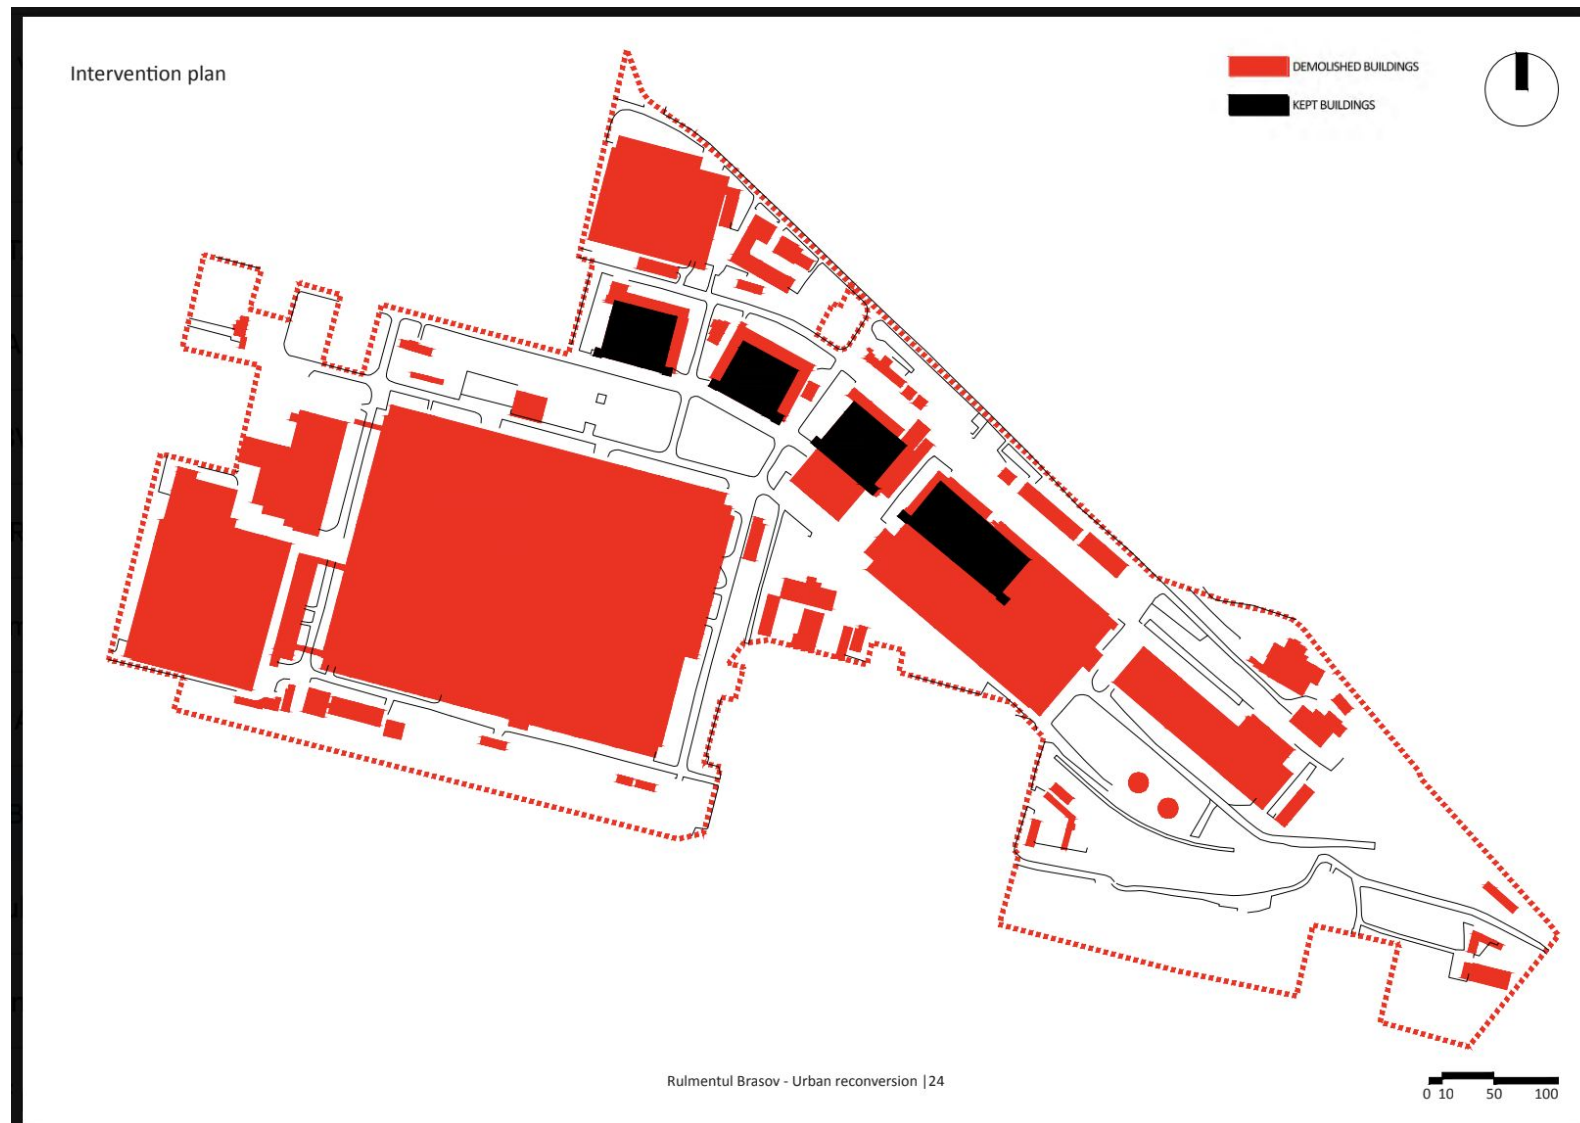 Intervention plan
DEMOLISHED BUILDINGS
KEPT BUILDINGS
Rulmentul Brasov - Urban reconversion |24
0 10 50 100